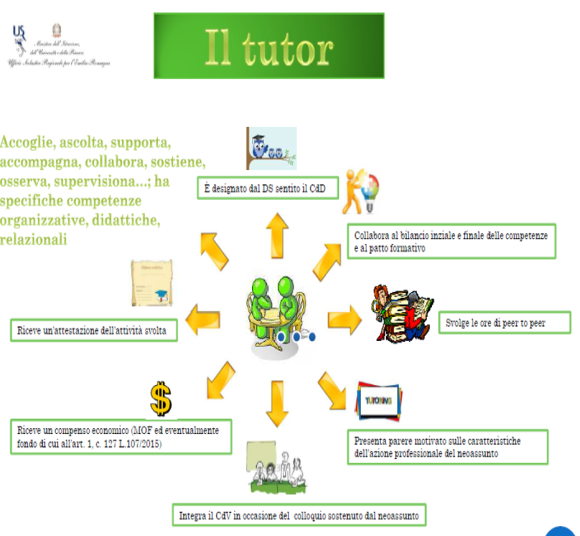 US
Ministero dell'Istruzione,
dell'Università e della Ricerca
Ufficio Scolastico Regionale per l'Emilia-Romagna
Il tutor
Accoglie, ascolta, supporta,
accompagna, collabora, sostiene,
osserva, supervisiona...; ha
specifiche competenze
organizzative, didattiche,
relazionali
È designato dal DS sentito il CdD
Collabora al bilancio inziale e finale delle competenze
e al patto formativo
Riceve un'attestazione dell'attività svolta
Svolge le ore di peer to peer
$
TUTORING
Riceve un compenso economico (MOF ed eventualmente
fondo di cui all'art. 1, c. 127 L.107/2015)
Presenta parere motivato sulle caratteristiche
dell'azione professionale del neoassunto
Integra il CdV in occasione del colloquio sostenuto dal neoassunto